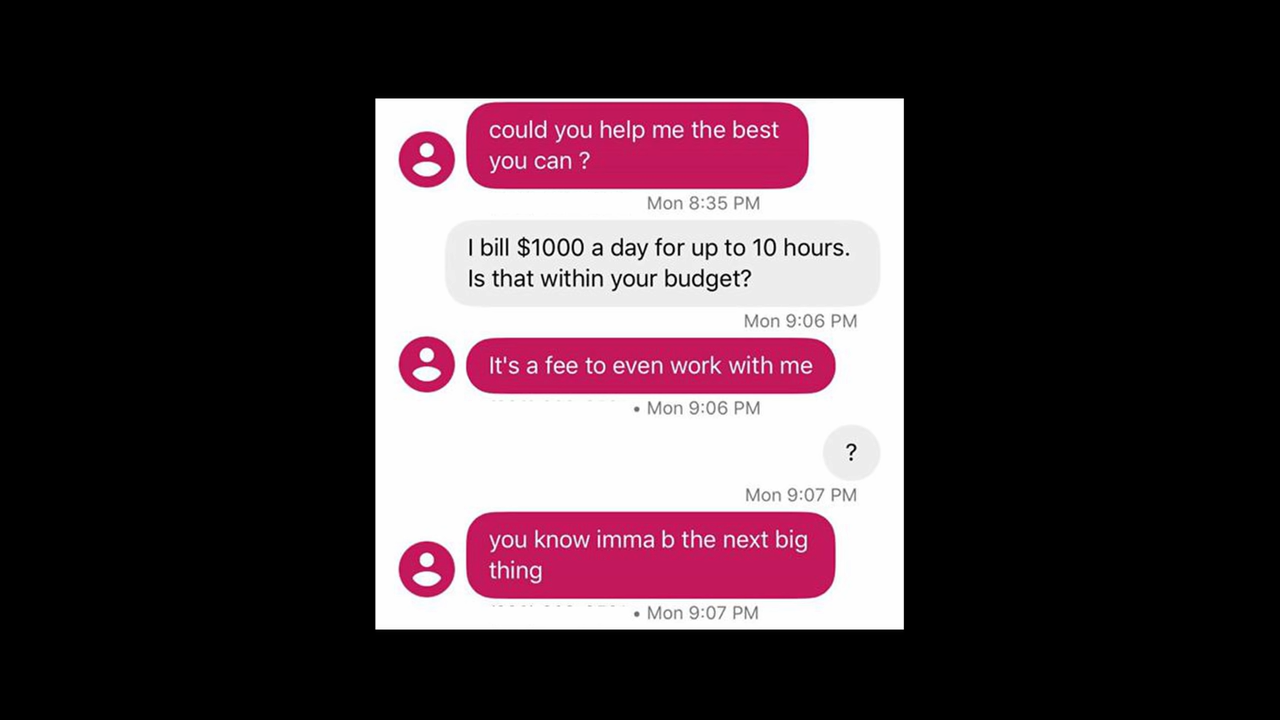 could you help me the best
you can ?
Mon 8:35 PM
I bill $1000 a day for up to 10 hours.
Is that within your budget?
Mon 9:06 PM
It's a fee to even work with me
• Mon 9:06 PM
?
Mon 9:07 PM
you know imma b the next big
thing
• Mon 9:07 PM